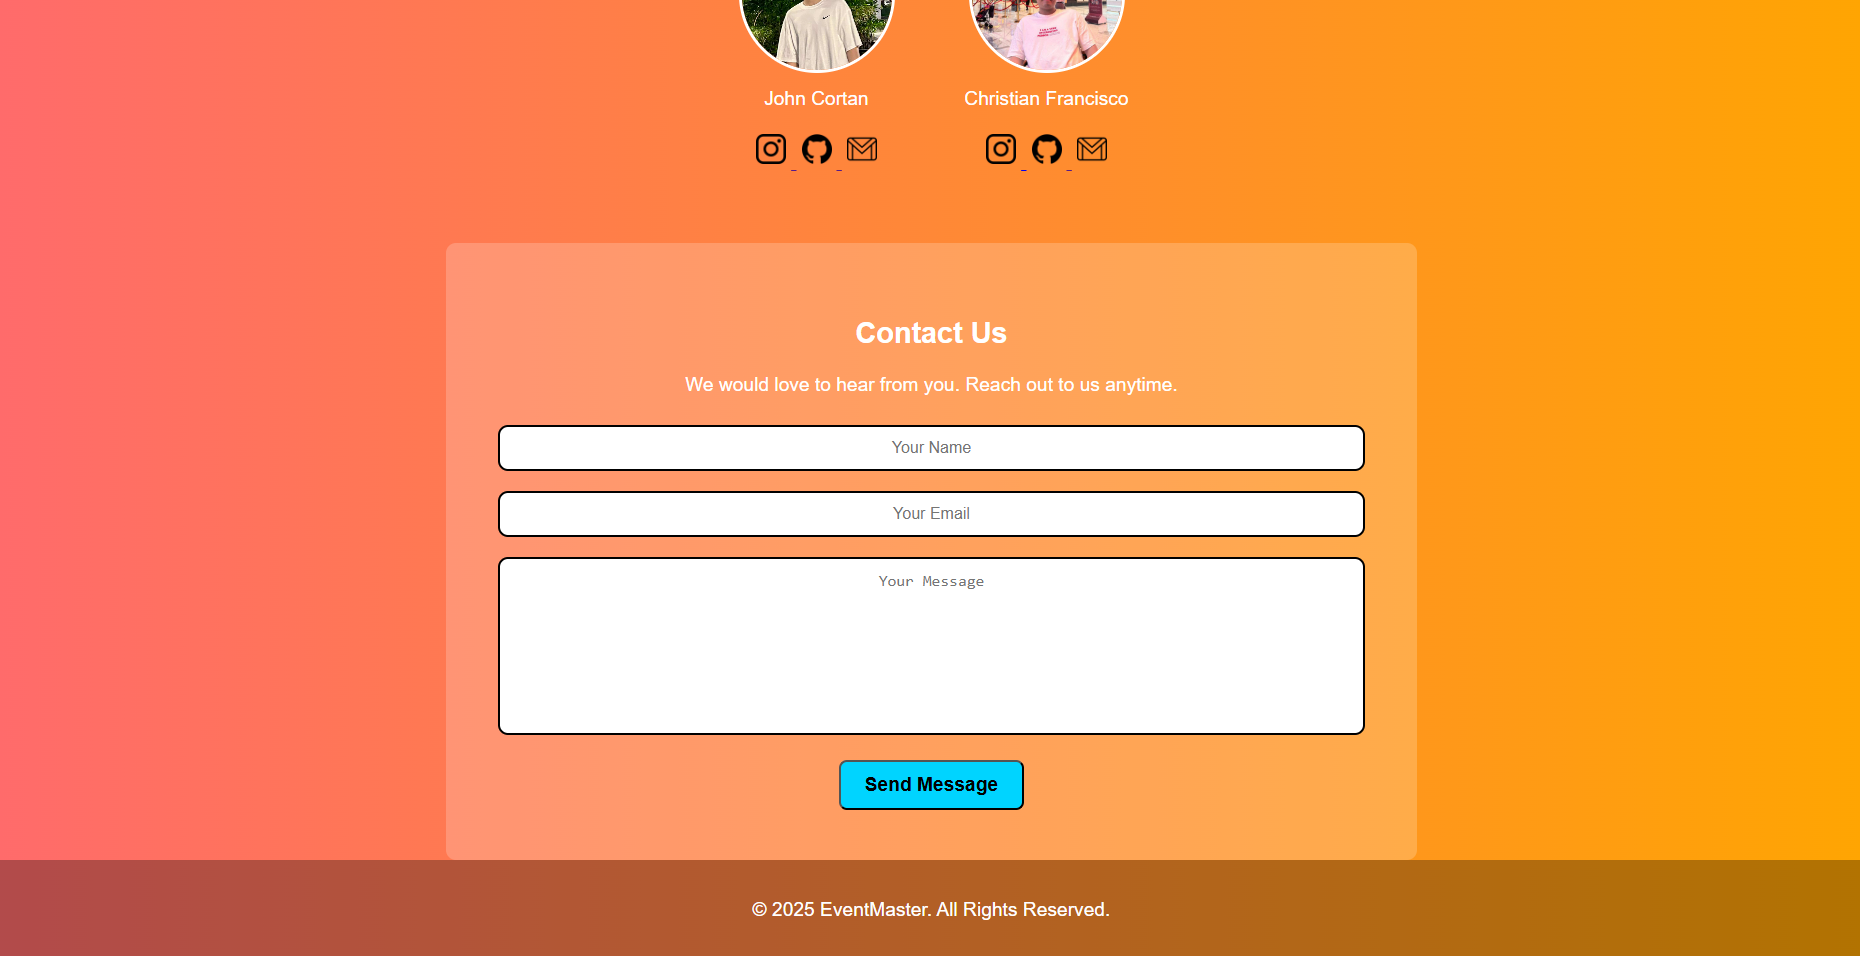 John Cortan
Christian Francisco
Contact Us
We would love to hear from you. Reach out to us anytime.
Your Name
Your Email
Your Message
Send Message
© 2025 EventMaster. All Rights Reserved.